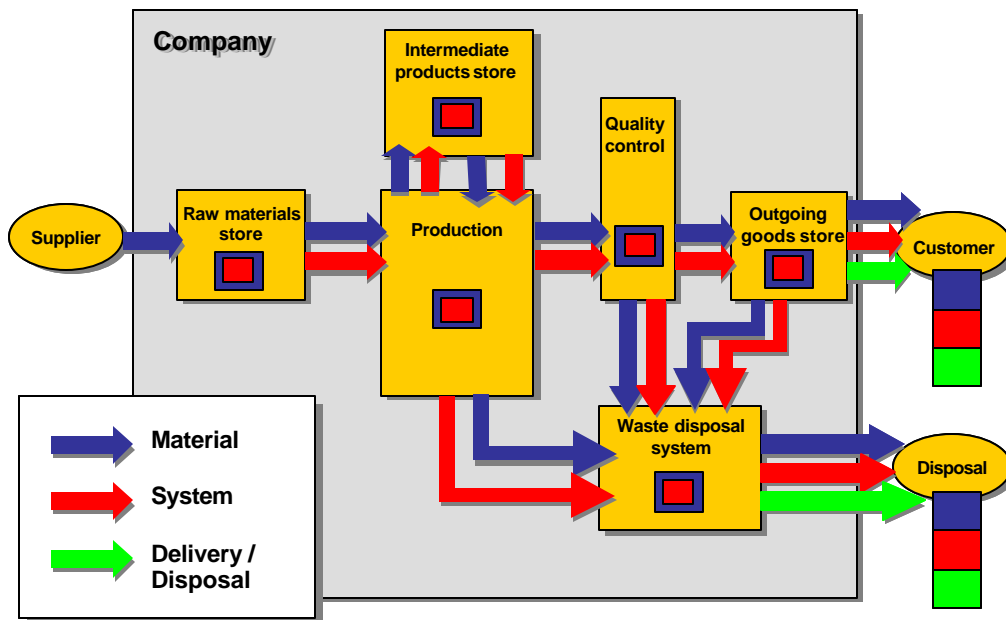 Company
Intermediate
products store
Quality
control
Raw materials
store
Production
Outgoing
goods store
Supplier
Customer
Waste disposal
system
Disposal
Material
System
Delivery /
Disposal